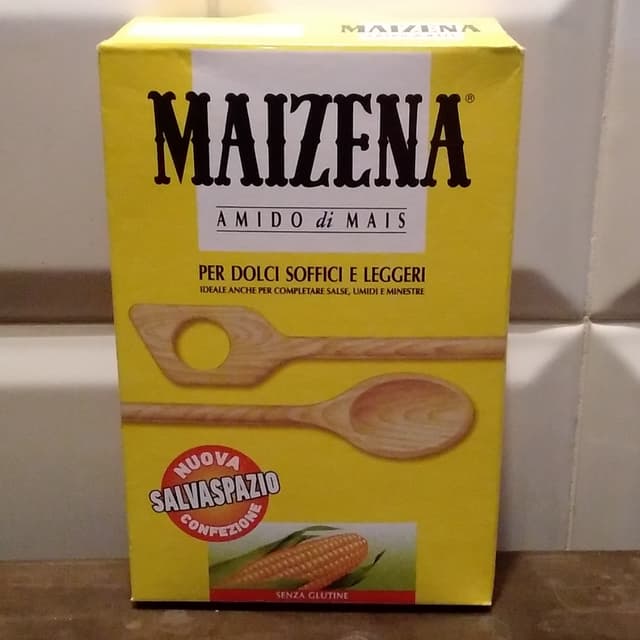 MAIZENA
MAIZENA®
AMIDO di MAIS
PER DOLCI SOFFICI E LEGGERI
IDEALE ANCHE PER COMPLETARE SALSE, UMIDI E MINESTRE
NUOVA
SALVASPAZIO
CONFEZIONE
SENZA GLUTINE